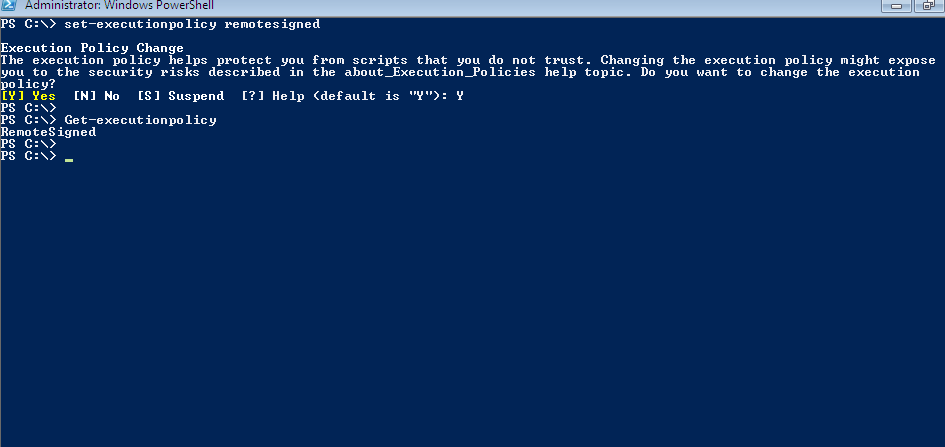 Administrator: Windows PowerShell
PS C:\> set-executionpolicy remotesigned
Execution Policy Change
The execution policy helps protect you from scripts that you do not trust. Changing the execution policy might expose
you to the security risks described in the about_Execution_Policies help topic. Do you want to change the execution
policy?
[Y] Yes  [N] No  [S] Suspend  [?] Help (default is "Y"): Y
PS C:\>
PS C:\> Get-executionpolicy
RemoteSigned
PS C:\>
PS C:\> _